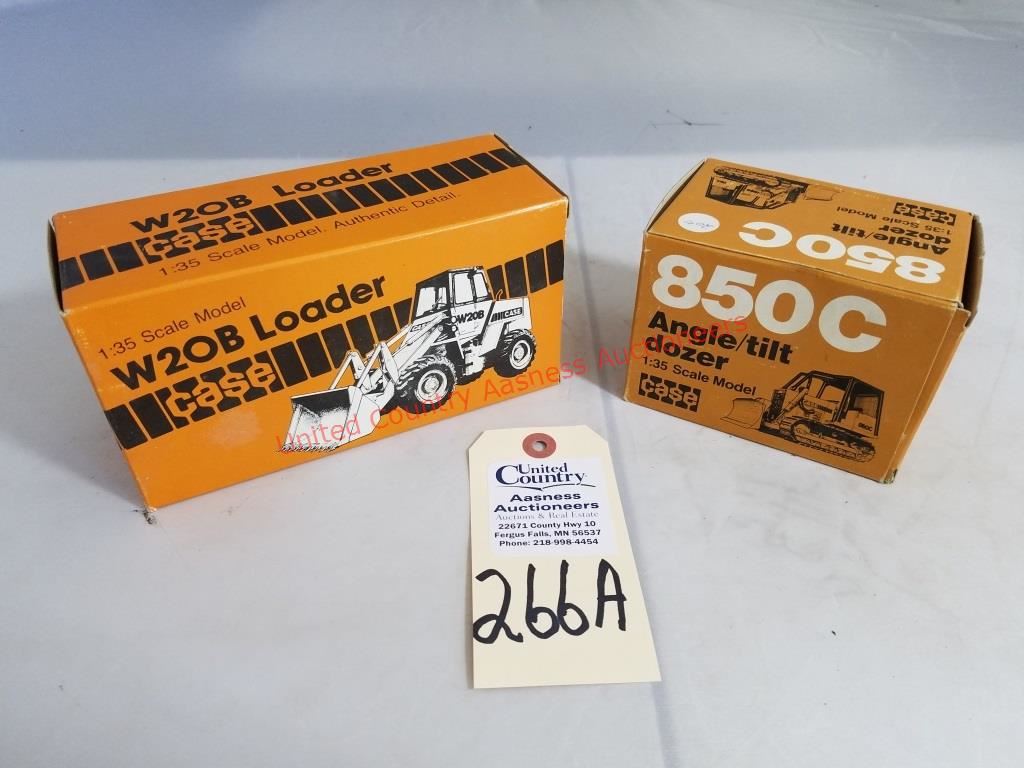 W20B Loader
case
1:35 Scale Model. Authentic Detail.
1:35 Scale Model
W20B Loader
case
CASE
W20B
CASE
850C
Angle/tilt
dozer
1:35 Scale Model
case
850C
Angle/tilt
dozer
1:35 Scale Model
case
850C
United Country Aasness Auctioneers
United
Country
Aasness
Auctioneers
Auctions & Real Estate
22671 County Hwy 10
Fergus Falls, MN 56537
Phone: 218-998-4454
266A